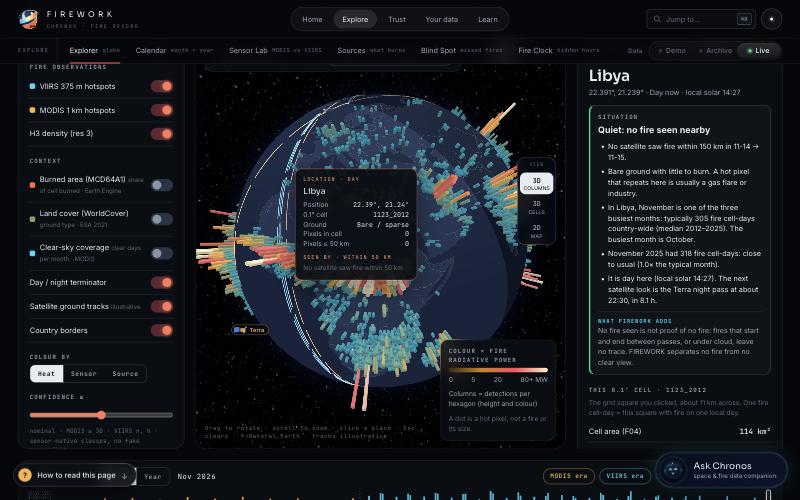 FIREWORK
CHRONOS · FIRE RECORD
Home
Explore
Trust
Your data
Learn
Jump to...
EXPLORE
Explorer globe
Calendar month × year
Sensor Lab MODIS vs VIIRS
Sources what burns
Blind Spot missed fires
Fire Clock hidden hours
Data
Demo
Archive
Live
FIRE OBSERVATIONS
VIIRS 375 m hotspots
MODIS 1 km hotspots
H3 density (res 3)
CONTEXT
Burned area (MCD64A1) share
of cell burned · Earth Engine
Land cover (WorldCover)
ground type · ESA 2021
Clear-sky coverage clear days
per month · MODIS
Day / night terminator
Satellite ground tracks illustrative
Country borders
COLOUR BY
Heat
Sensor
Source
CONFIDENCE ≥
nominal · MODIS ≥ 30 · VIIRS n, h ·
sensor-native classes, no fake
LOCATION · DAY
Libya
Position 22.39°, 21.24°
0.1° cell 1123_2012
Ground Bare / sparse
Pixels in cell 0
Pixels ≤ 50 km 0
SEEN BY · WITHIN 50 KM
No satellite saw fire within 50 km
Terra
VIEW
3D
COLUMNS
3D
CELLS
2D
MAP
COLOUR = FIRE
RADIATIVE POWER
0 5 20 80+ MW
Columns = detections per
hexagon (height and colour)
A dot is a hot pixel, not a fire or
its size.
Drag to rotate, · scroll to zoom · click a place · Esc
clears · Natural Earth · tracks illustrative
Libya
22.391°, 21.239° · Day now · local solar 14:27
SITUATION
Quiet: no fire seen nearby
• No satellite saw fire within 150 km in 11-14 →
11-15.
• Bare ground with little to burn. A hot pixel
that repeats here is usually a gas flare or
industry.
• In Libya, November is one of the three
busiest months: typically 305 fire cell-days
country-wide (median 2012–2025). The
busiest month is October.
• November 2025 had 318 fire cell-days: close
to usual (1.0× the typical month).
• It is day here (local solar 14:27). The next
satellite look is the Terra night pass at about
22:30, in 8.1 h.
WHAT FIREWORK ADDS
No fire seen is not proof of no fire: fires that start
and end between passes, or under cloud, leave
no trace. FIREWORK separates no fire from no
clear view.
THIS 0.1° CELL · 1123_2012
The grid square you clicked, about 11 km across. One fire
cell-day = this square with fire on one local day.
Cell area (F04) 114 km²
? How to read this page ↓
Year
Nov 2026
MODIS era
VIIRS era
Ask Chronos
space & fire data companion